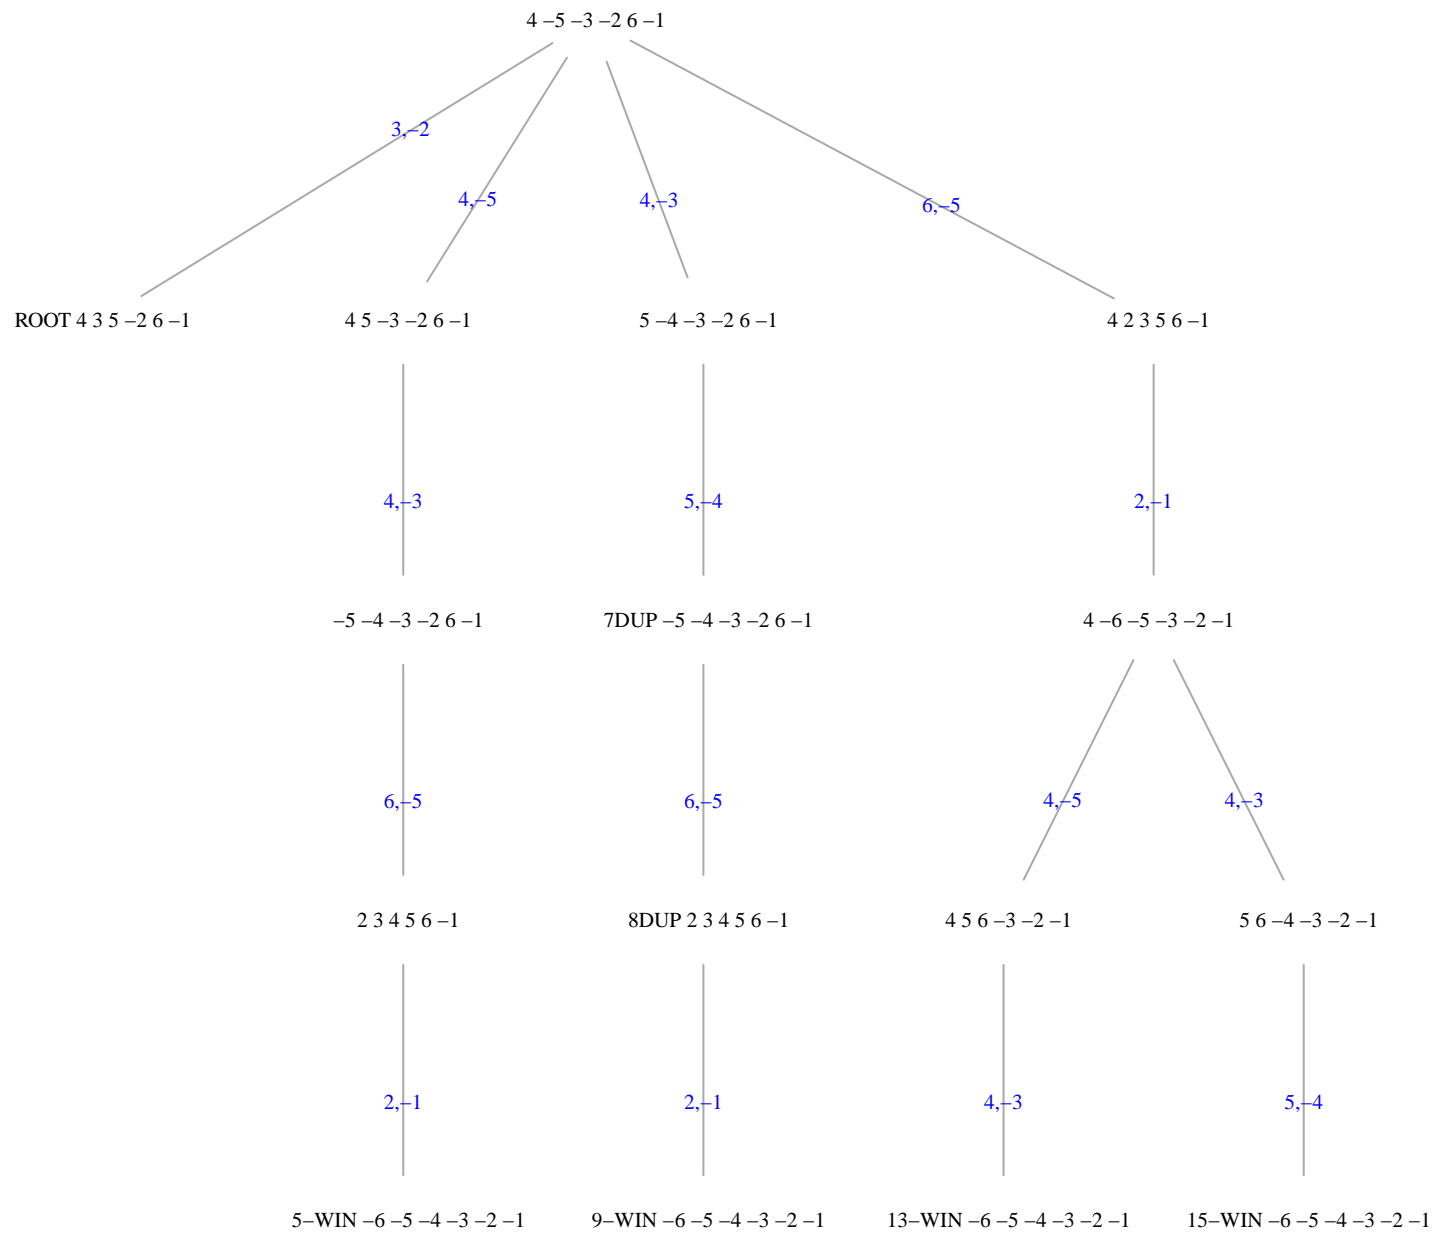 4 –5 –3 –2 6 –1
3,–2
4,–5
4,–3
6,–5
ROOT 4 3 5 –2 6 –1
4 5 –3 –2 6 –1
5 –4 –3 –2 6 –1
4 2 3 5 6 –1
4,–3
5,–4
2,–1
–5 –4 –3 –2 6 –1
7DUP –5 –4 –3 –2 6 –1
4 –6 –5 –3 –2 –1
6,–5
6,–5
4,–5
4,–3
2 3 4 5 6 –1
8DUP 2 3 4 5 6 –1
4 5 6 –3 –2 –1
5 6 –4 –3 –2 –1
2,–1
2,–1
4,–3
5,–4
5–WIN –6 –5 –4 –3 –2 –1
9–WIN –6 –5 –4 –3 –2 –1
13–WIN –6 –5 –4 –3 –2 –1
15–WIN –6 –5 –4 –3 –2 –1